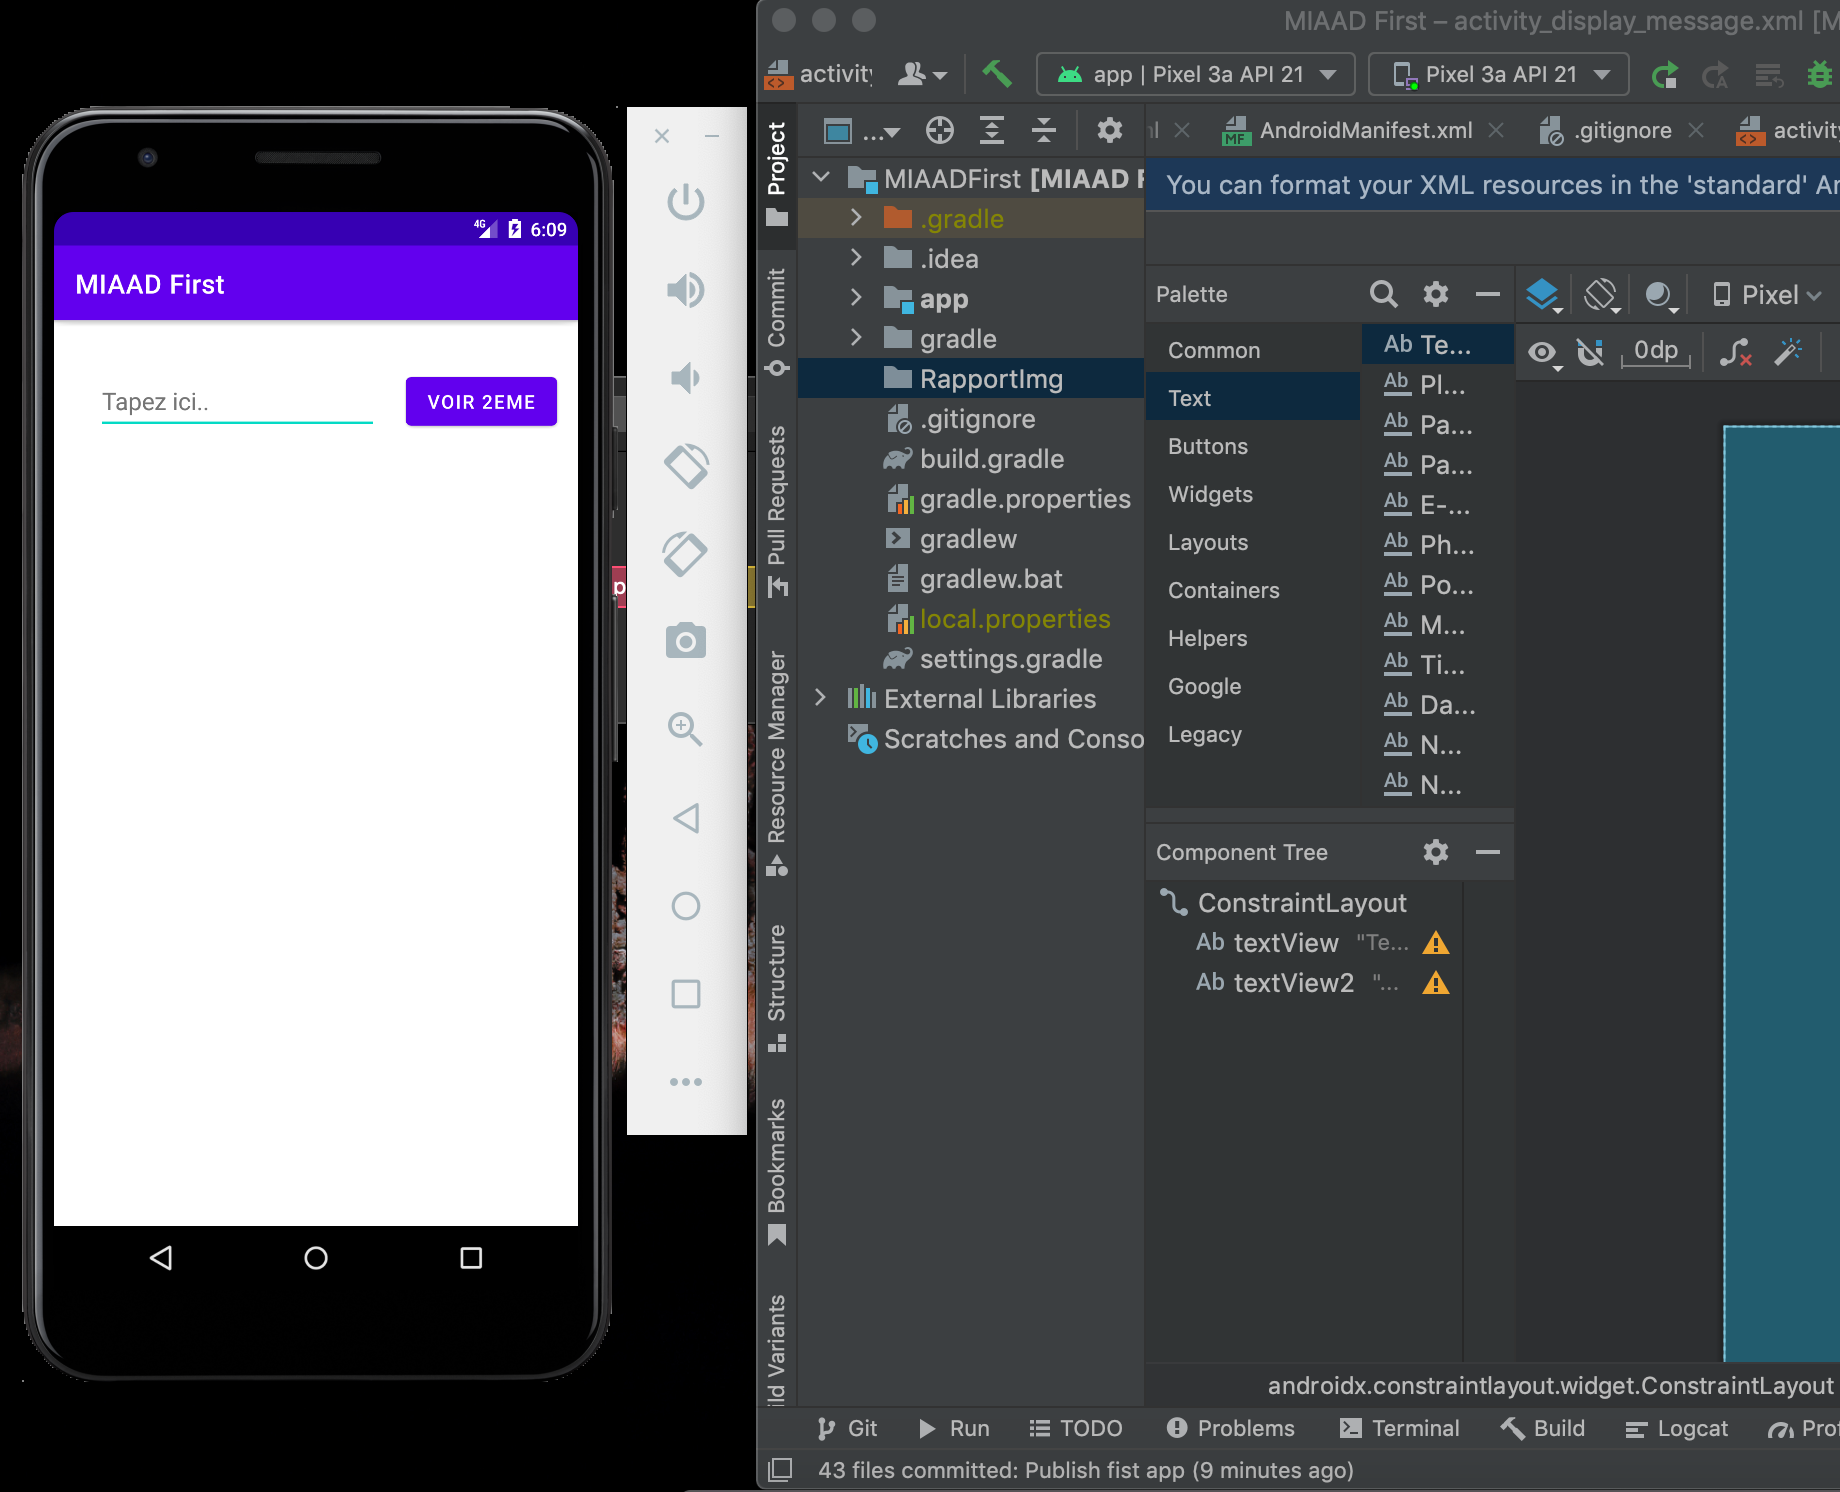 4G 6:09
MIAAD First
Tapez ici..
VOIR 2EME
p
MIAAD First – activity_display_message.xml [M
activity
app | Pixel 3a API 21
Pixel 3a API 21
...
ml
AndroidManifest.xml
.gitignore
activity
Project
Commit
Pull Requests
Resource Manager
Structure
Bookmarks
ild Variants
MIAADFirst [MIAAD F
.gradle
.idea
app
gradle
RapportImg
.gitignore
build.gradle
gradle.properties
gradlew
gradlew.bat
local.properties
settings.gradle
External Libraries
Scratches and Conso
You can format your XML resources in the 'standard' An
Palette
Common
Text
Buttons
Widgets
Layouts
Containers
Helpers
Google
Legacy
Ab Te...
Ab Pl...
Ab Pa...
Ab Pa...
Ab E-...
Ab Ph...
Ab Po...
Ab M...
Ab Ti...
Ab Da...
Ab N...
Ab N...
Pixel
0dp
Component Tree
ConstraintLayout
Ab textView "Te...
Ab textView2 "...
androidx.constraintlayout.widget.ConstraintLayout
Git Run TODO Problems Terminal Build Logcat Prof
43 files committed: Publish fist app (9 minutes ago)